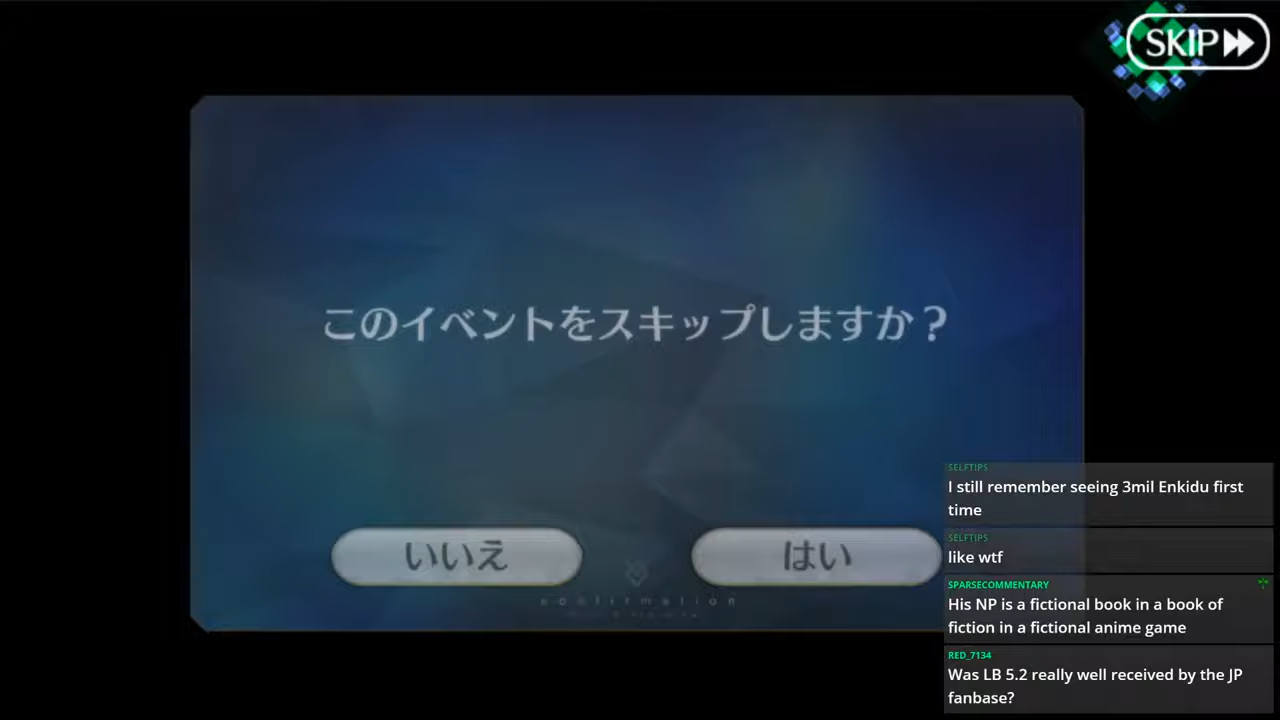 SKIP
このイベントをスキップしますか？
いいえ
はい
confirmation
SELFTIPS
I still remember seeing 3mil Enkidu first
time
SELFTIPS
like wtf
SPARSECOMMENTARY
His NP is a fictional book in a book of
fiction in a fictional anime game
RED_7134
Was LB 5.2 really well received by the JP
fanbase?